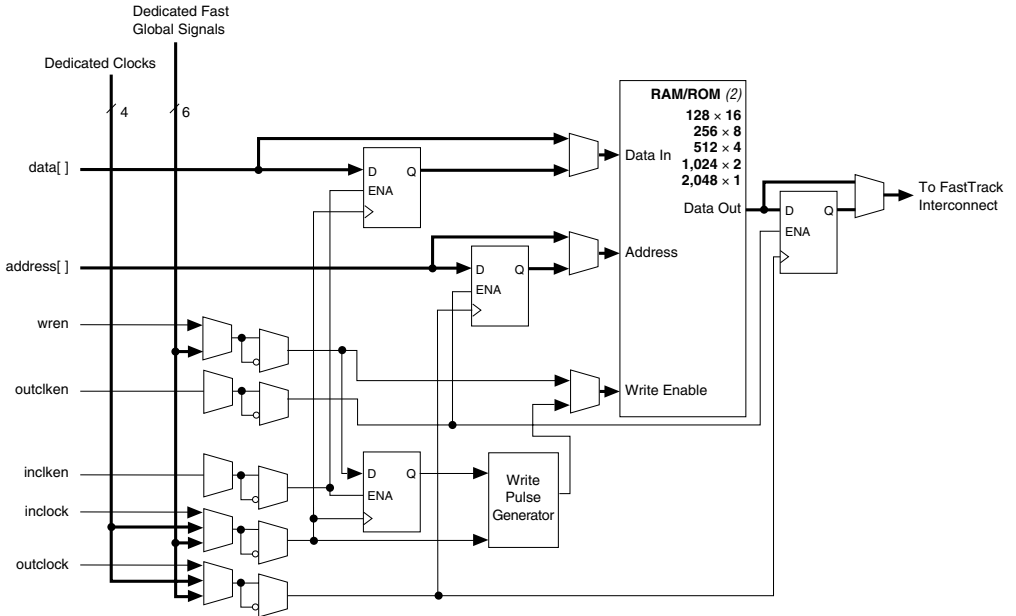 Dedicated Fast
Global Signals
Dedicated Clocks
4
6
RAM/ROM (2)
128 × 16
256 × 8
512 × 4
1,024 × 2
2,048 × 1
data[ ]
D
Q
ENA
Data In
Data Out
D
Q
ENA
To FastTrack
Interconnect
address[ ]
D
Q
ENA
Address
wren
outclken
Write Enable
inclken
D
Q
ENA
Write
Pulse
Generator
inclock
outclock